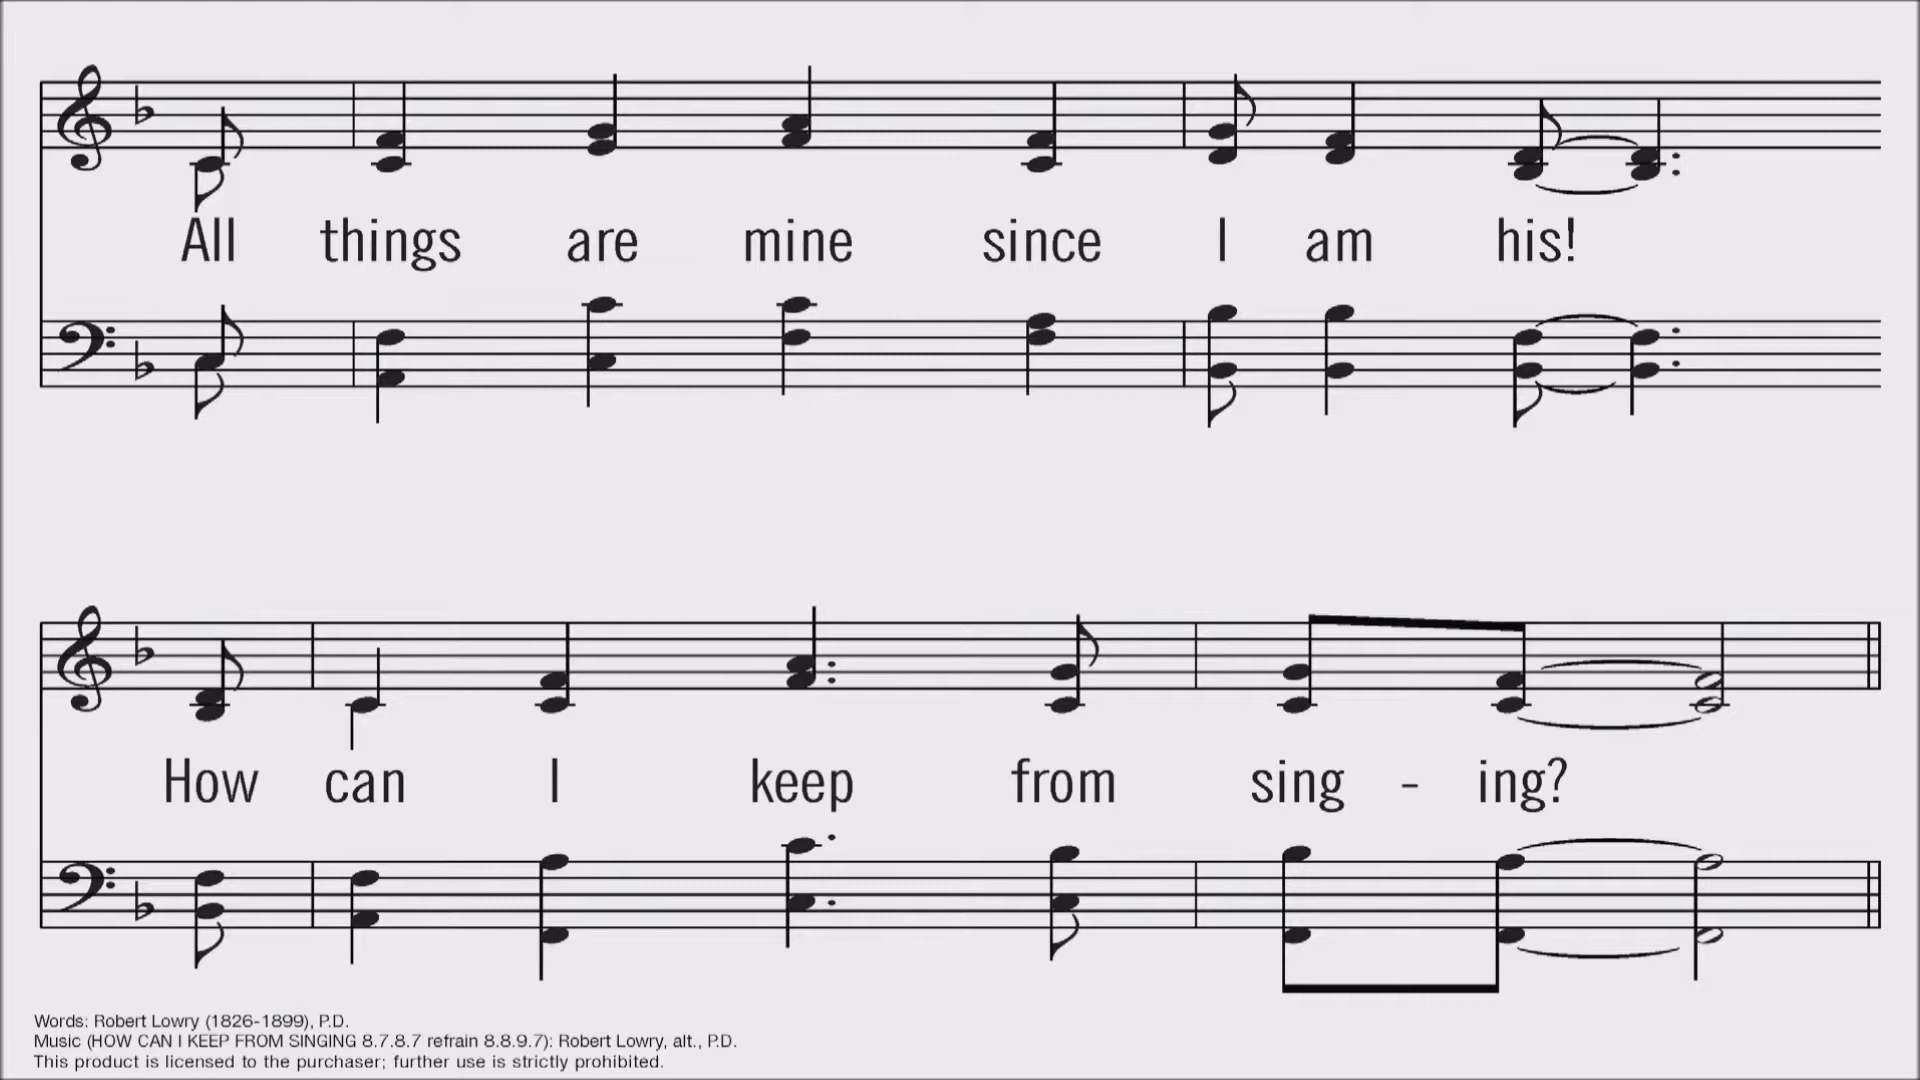 All things are mine since I am his!
How can I keep from sing - ing?
Words: Robert Lowry (1826-1899), P.D.
Music (HOW CAN I KEEP FROM SINGING 8.7.8.7 refrain 8.8.9.7): Robert Lowry, alt., P.D.
This product is licensed to the purchaser; further use is strictly prohibited.